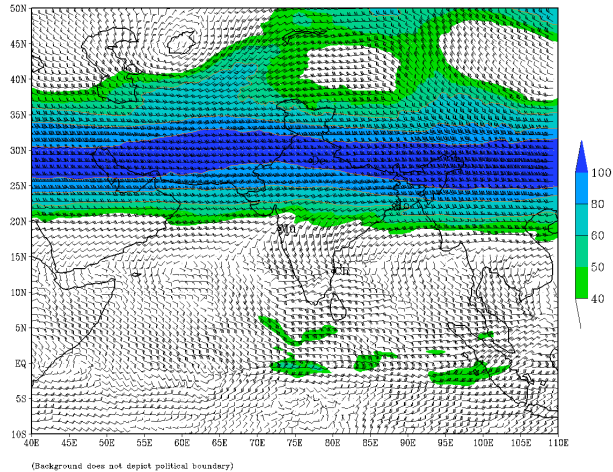 50N
45N
40N
35N
30N
25N
20N
15N
10N
5N
EQ
5S
10S
40E 45E 50E 55E 60E 65E 70E 75E 80E 85E 90E 95E 100E 105E 110E
100
80
60
50
40
(Background does not depict political boundary)